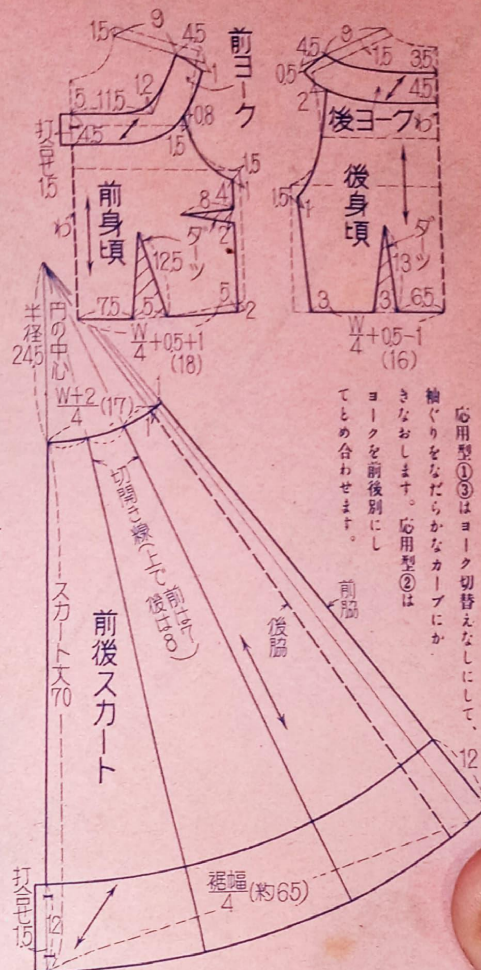 1.5
9
4.5
1
前ヨーク
5
11.5
1.2
0.8
4.5
1.5
打合せ1.5
わ
前身頃
1.5
1
8
4
2
ダーツ
12.5
7.5
5
5
2
W/4+0.5+1
(18)
9
4.5
1.5
3.5
0.5
1
2
4.5
後ヨーク
わ
後身頃
1.5
1
ダーツ
13
3
3
6.5
W/4+0.5−1
(16)
円の中心
半径24.5
W+2/4(17)
1
1
切開き線(上で前は7後は8)
スカート丈70
前後スカート
後脇
前脇
12
打合せ1.5
12
裾幅/4(約65)
応用型①③はヨーク切替えなしにして、
袖ぐりをなだらかなカーブにか
きなおします。応用型②は
ヨークを前後別にし
てとめ合わせます。